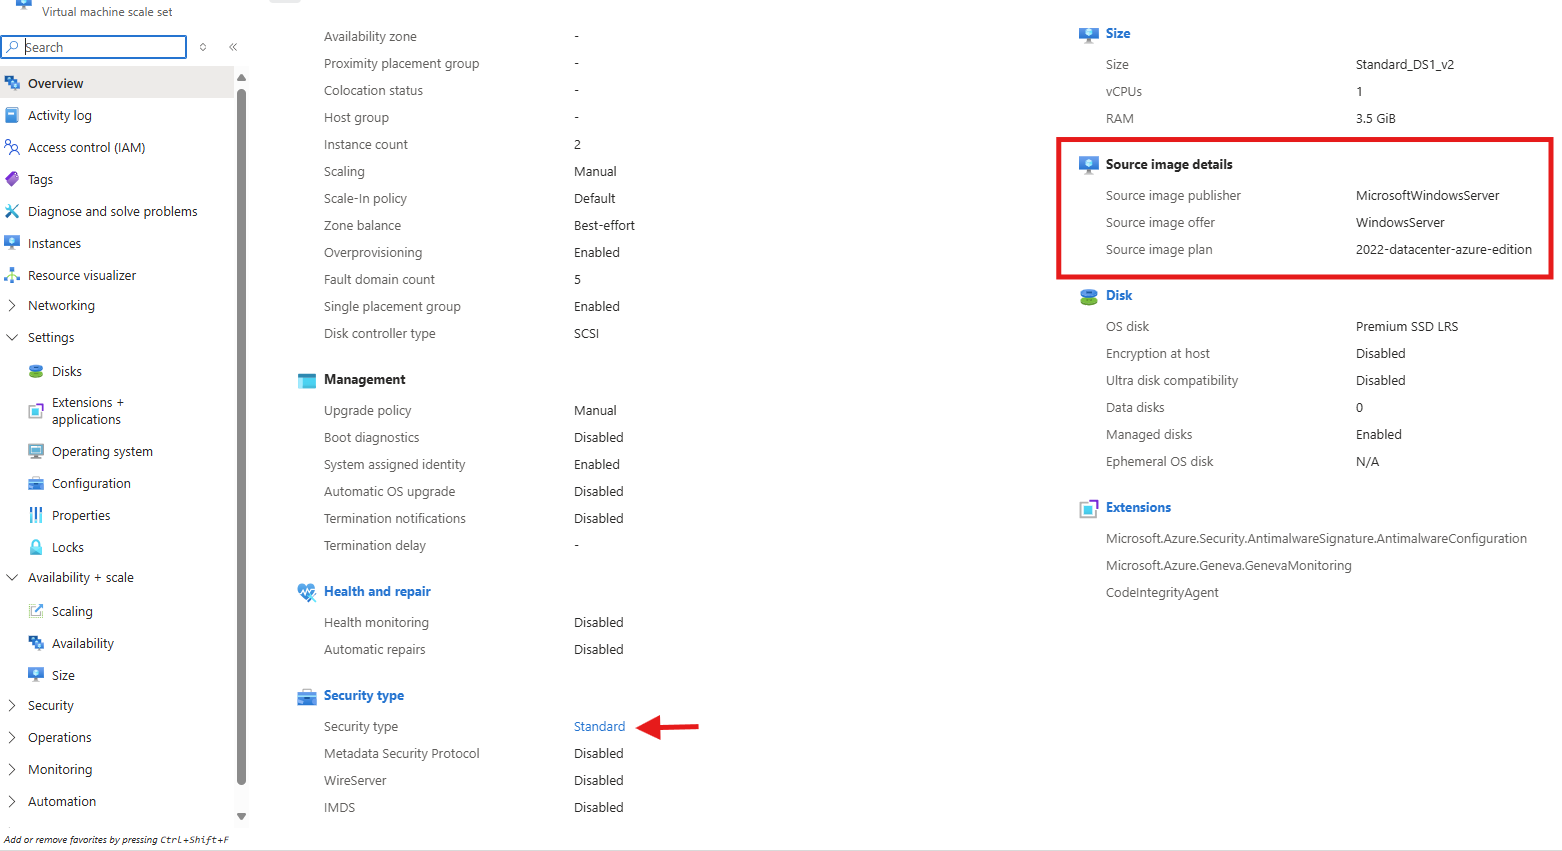 Virtual machine scale set
Search
Overview
Activity log
Access control (IAM)
Tags
Diagnose and solve problems
Instances
Resource visualizer
Networking
Settings
Disks
Extensions +
applications
Operating system
Configuration
Properties
Locks
Availability + scale
Scaling
Availability
Size
Security
Operations
Monitoring
Automation
Add or remove favorites by pressing Ctrl+Shift+F
Availability zone -
Proximity placement group -
Colocation status -
Host group -
Instance count 2
Scaling Manual
Scale-In policy Default
Zone balance Best-effort
Overprovisioning Enabled
Fault domain count 5
Single placement group Enabled
Disk controller type SCSI
Management
Upgrade policy Manual
Boot diagnostics Disabled
System assigned identity Enabled
Automatic OS upgrade Disabled
Termination notifications Disabled
Termination delay -
Health and repair
Health monitoring Disabled
Automatic repairs Disabled
Security type
Security type Standard
Metadata Security Protocol Disabled
WireServer Disabled
IMDS Disabled
Size
Size Standard_DS1_v2
vCPUs 1
RAM 3.5 GiB
Source image details
Source image publisher MicrosoftWindowsServer
Source image offer WindowsServer
Source image plan 2022-datacenter-azure-edition
Disk
OS disk Premium SSD LRS
Encryption at host Disabled
Ultra disk compatibility Disabled
Data disks 0
Managed disks Enabled
Ephemeral OS disk N/A
Extensions
Microsoft.Azure.Security.AntimalwareSignature.AntimalwareConfiguration
Microsoft.Azure.Geneva.GenevaMonitoring
CodeIntegrityAgent